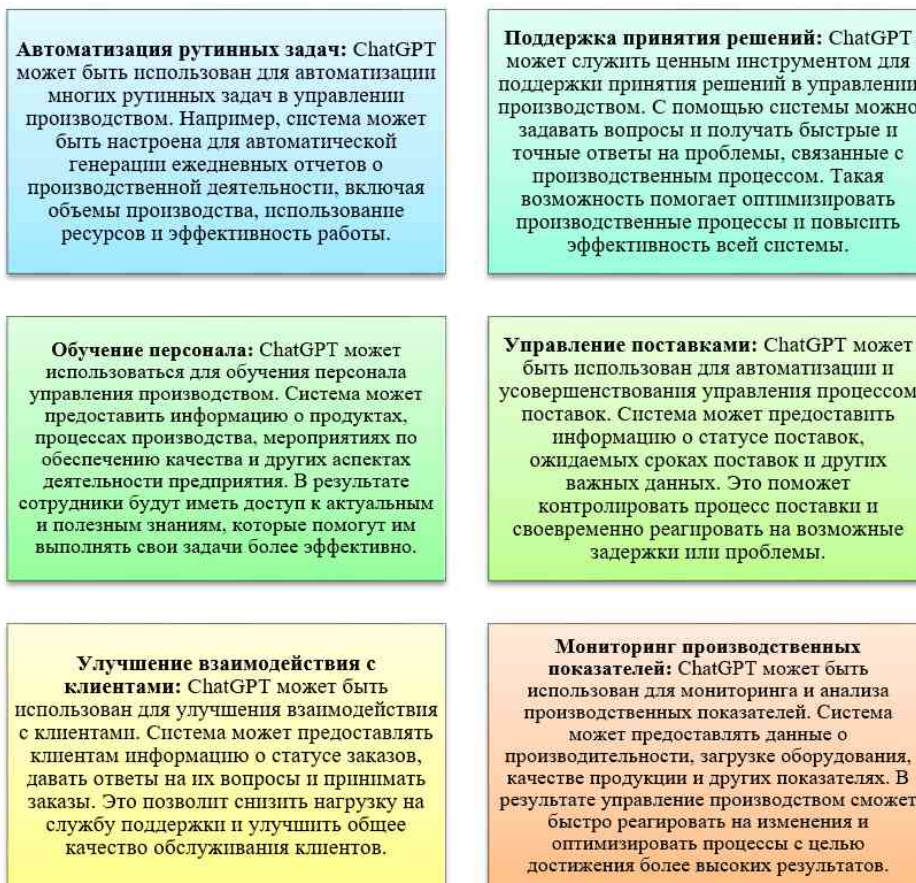 Автоматизация рутинных задач: ChatGPT
может быть использован для автоматизации
многих рутинных задач в управлении
производством. Например, система может
быть настроена для автоматической
генерации ежедневных отчетов о
производственной деятельности, включая
объемы производства, использование
ресурсов и эффективность работы.
Поддержка принятия решений: ChatGPT
может служить ценным инструментом для
поддержки принятия решений в управлении
производством. С помощью системы можно
задавать вопросы и получать быстрые и
точные ответы на проблемы, связанные с
производственным процессом. Такая
возможность помогает оптимизировать
производственные процессы и повысить
эффективность всей системы.
Обучение персонала: ChatGPT может
использоваться для обучения персонала
управления производством. Система может
предоставить информацию о продуктах,
процессах производства, мероприятиях по
обеспечению качества и других аспектах
деятельности предприятия. В результате
сотрудники будут иметь доступ к актуальным
и полезным знаниям, которые помогут им
выполнять свои задачи более эффективно.
Управление поставками: ChatGPT может
быть использован для автоматизации и
усовершенствования управления процессом
поставок. Система может предоставить
информацию о статусе поставок,
ожидаемых сроках поставок и других
важных данных. Это поможет
контролировать процесс поставки и
своевременно реагировать на возможные
задержки или проблемы.
Улучшение взаимодействия с
клиентами: ChatGPT может быть
использован для улучшения взаимодействия
с клиентами. Система может предоставлять
клиентам информацию о статусе заказов,
давать ответы на их вопросы и принимать
заказы. Это позволит снизить нагрузку на
службу поддержки и улучшить общее
качество обслуживания клиентов.
Мониторинг производственных
показателей: ChatGPT может быть
использован для мониторинга и анализа
производственных показателей. Система
может предоставлять данные о
производительности, загрузке оборудования,
качестве продукции и других показателях. В
результате управление производством сможет
быстро реагировать на изменения и
оптимизировать процессы с целью
достижения более высоких результатов.